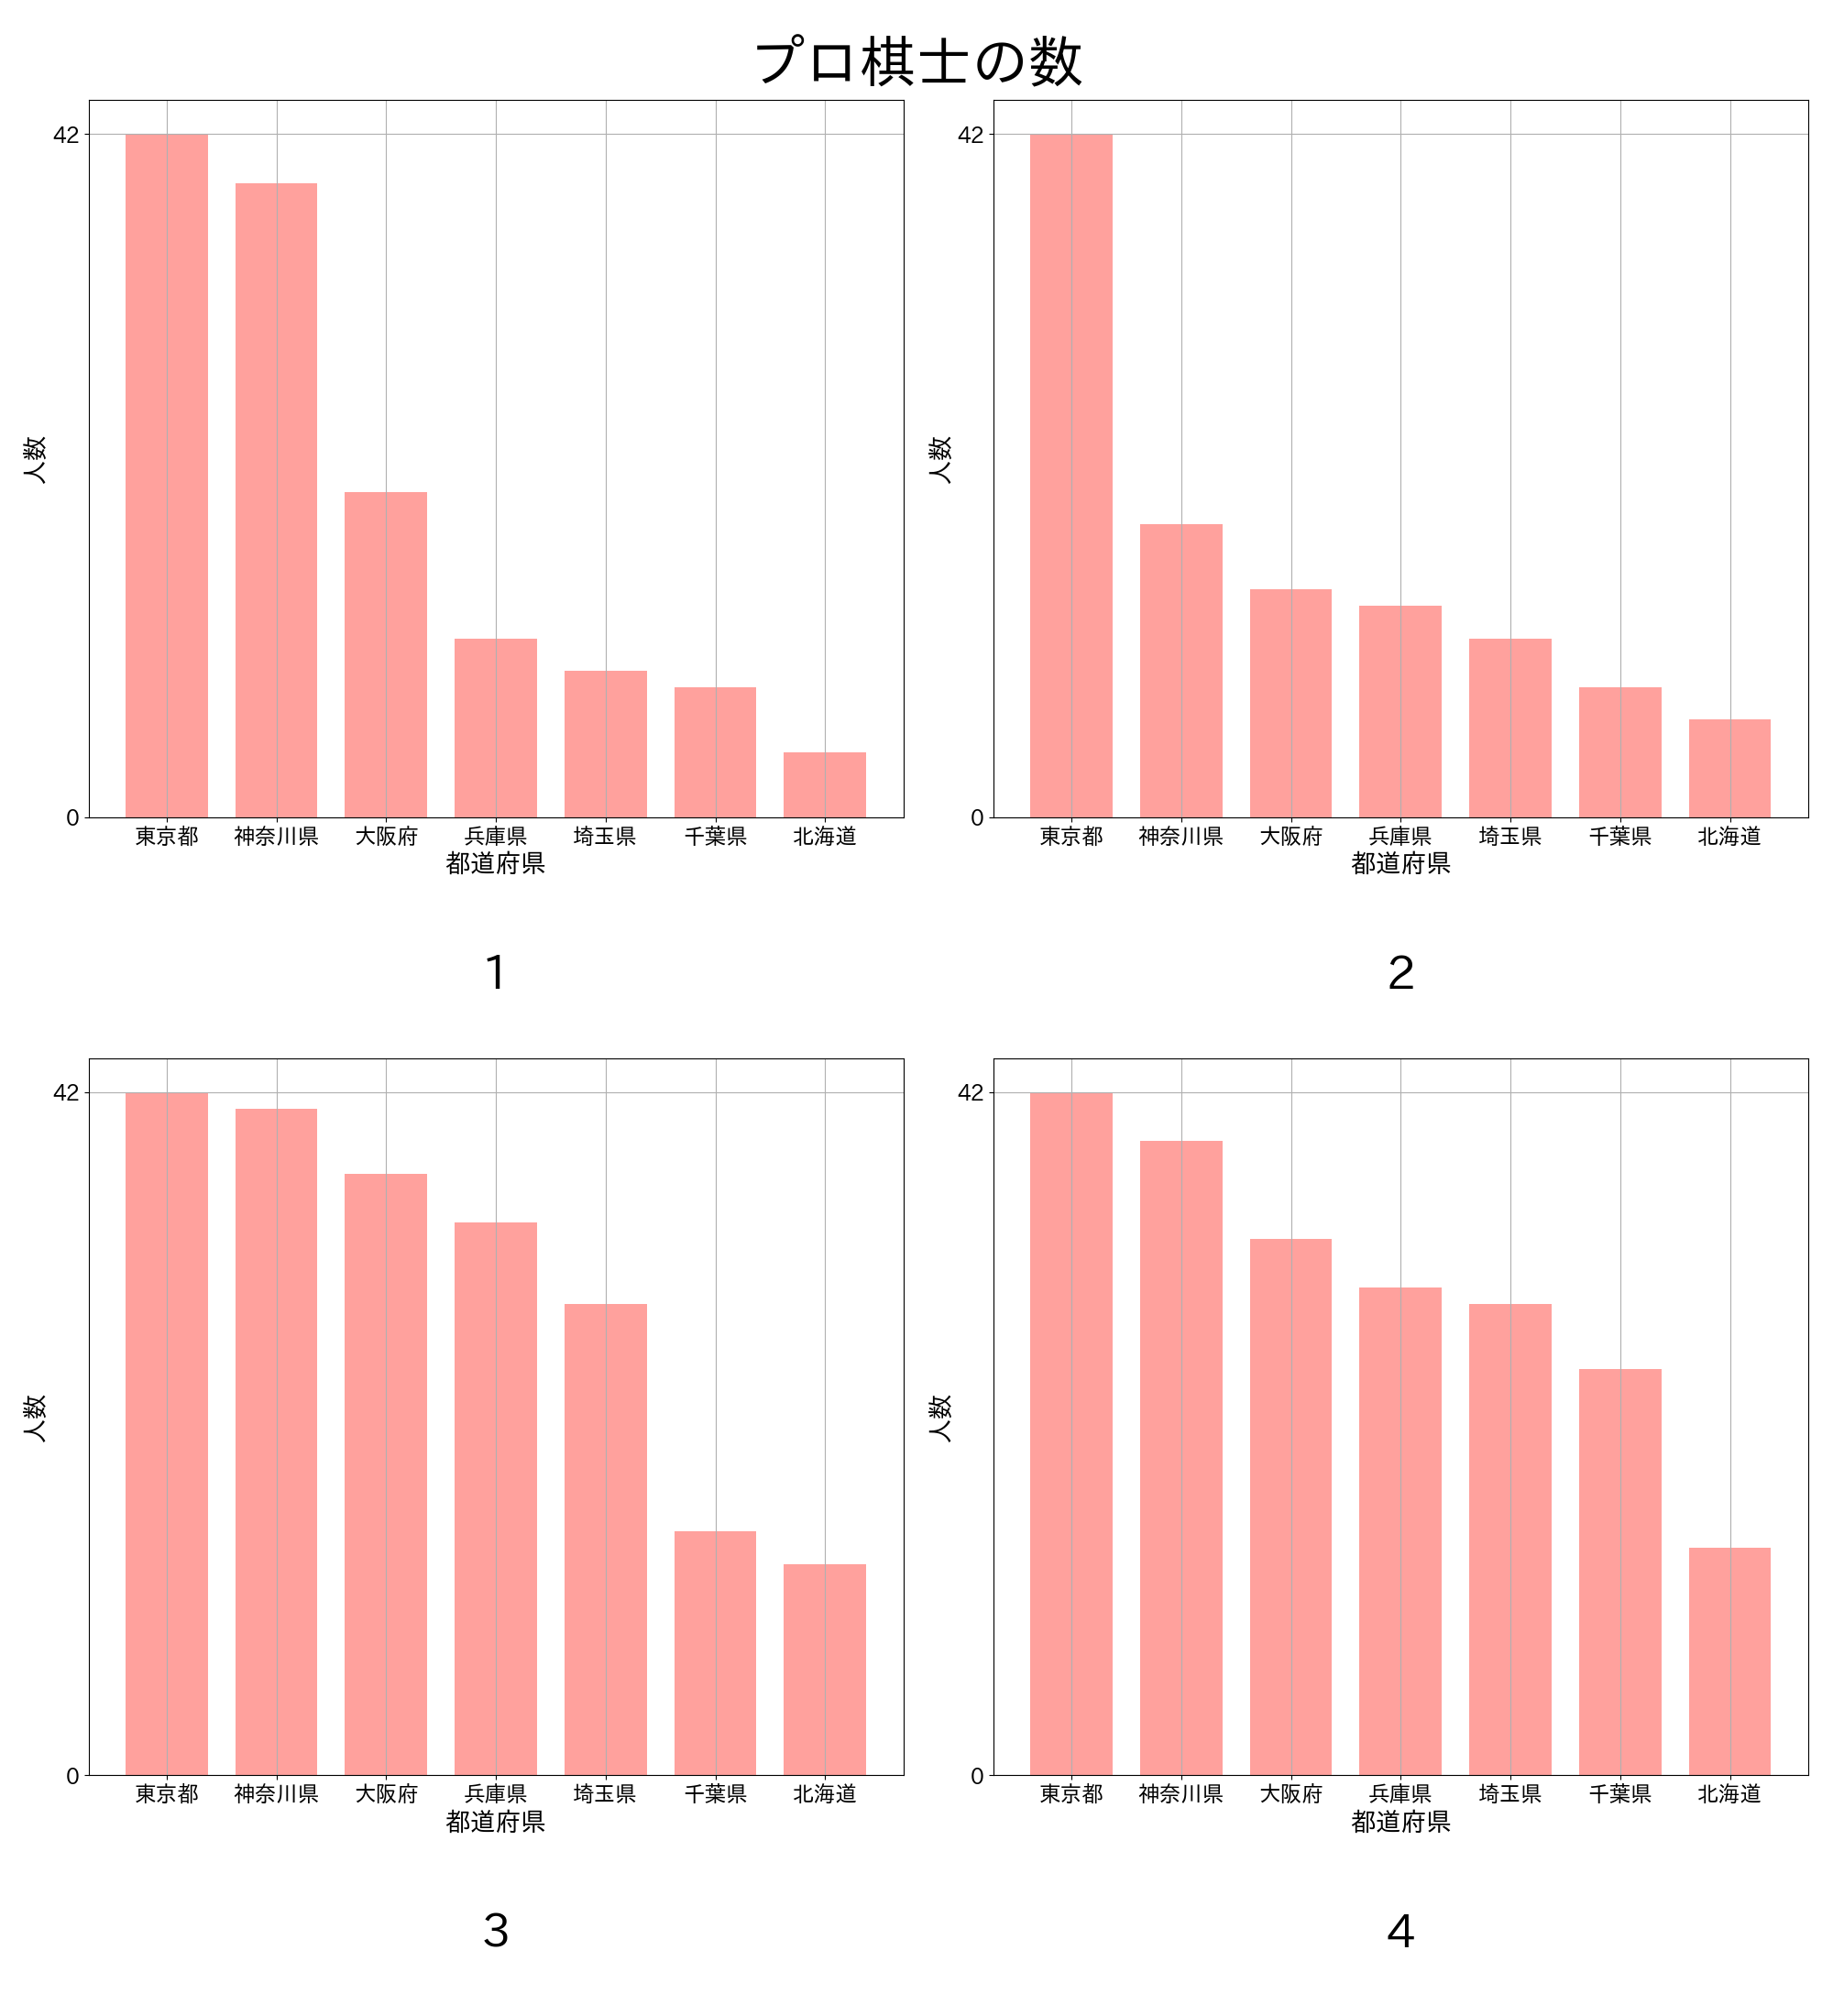 プロ棋士の数
42
0
人数
東京都 神奈川県 大阪府 兵庫県 埼玉県 千葉県 北海道
都道府県
1
42
0
人数
東京都 神奈川県 大阪府 兵庫県 埼玉県 千葉県 北海道
都道府県
2
42
0
人数
東京都 神奈川県 大阪府 兵庫県 埼玉県 千葉県 北海道
都道府県
3
42
0
人数
東京都 神奈川県 大阪府 兵庫県 埼玉県 千葉県 北海道
都道府県
4